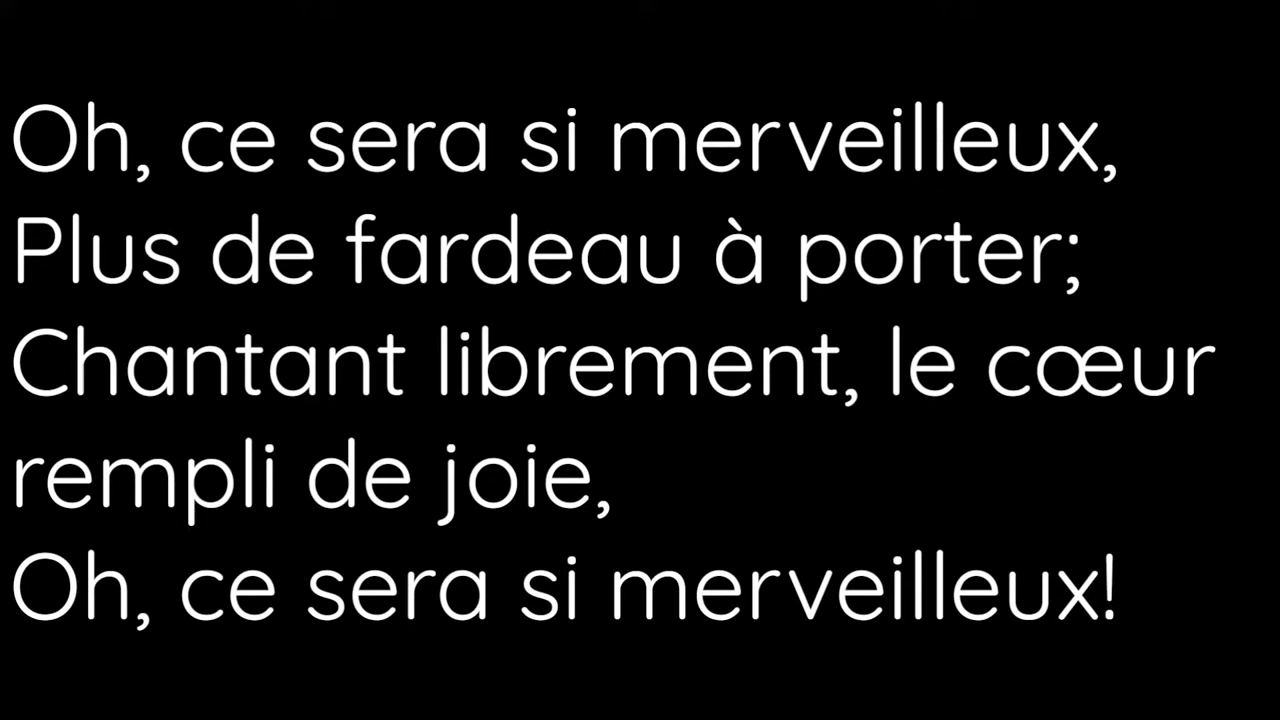 Oh, ce sera si merveilleux,
Plus de fardeau à porter;
Chantant librement, le cœur
rempli de joie,
Oh, ce sera si merveilleux!